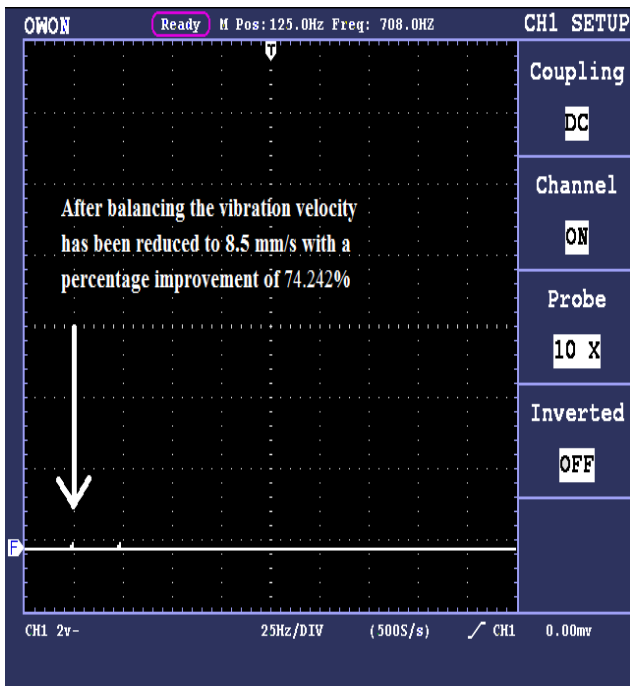 OWON Ready M Pos:125.0Hz Freq: 708.0HZ CH1 SETUP
T
Coupling
DC
Channel
ON
Probe
10 X
Inverted
OFF
After balancing the vibration velocity
has been reduced to 8.5 mm/s with a
percentage improvement of 74.242%
F
CH1 2v- 25Hz/DIV (500S/s) CH1 0.00mv